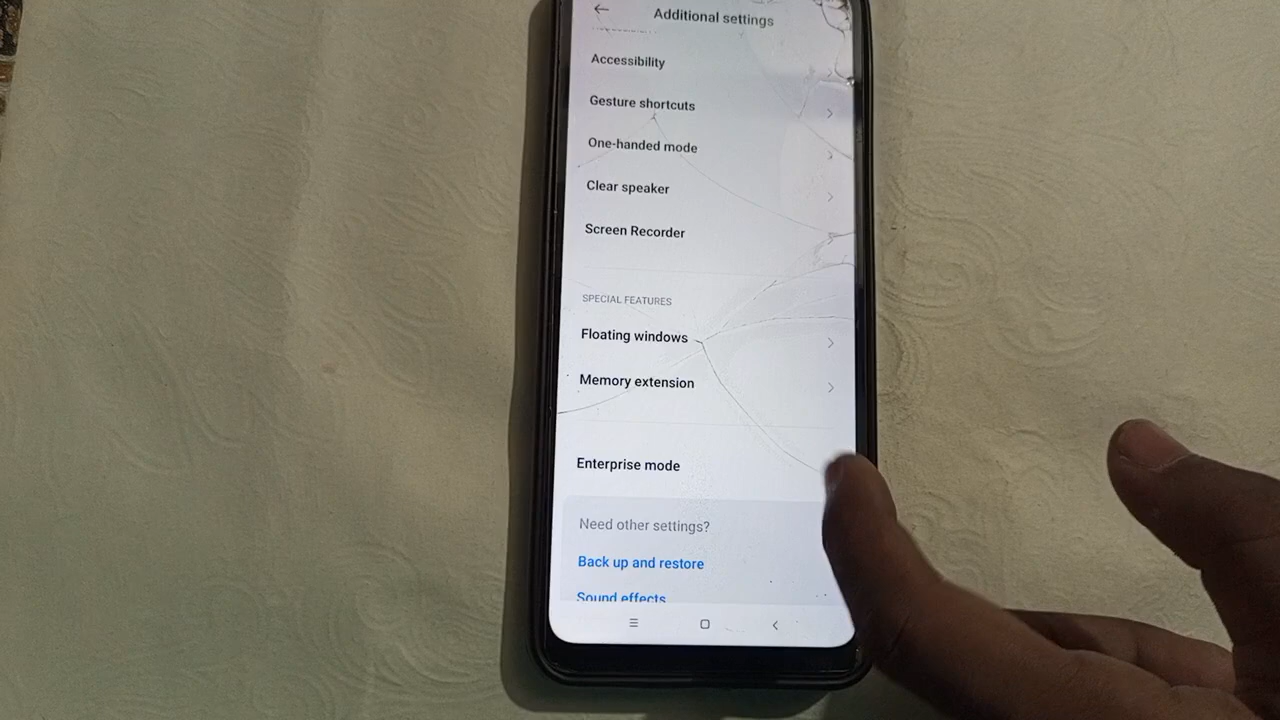 Additional settings
Accessibility
Gesture shortcuts
One-handed mode
Clear speaker
Screen Recorder
SPECIAL FEATURES
Floating windows
Memory extension
Enterprise mode
Need other settings?
Back up and restore
Sound effects